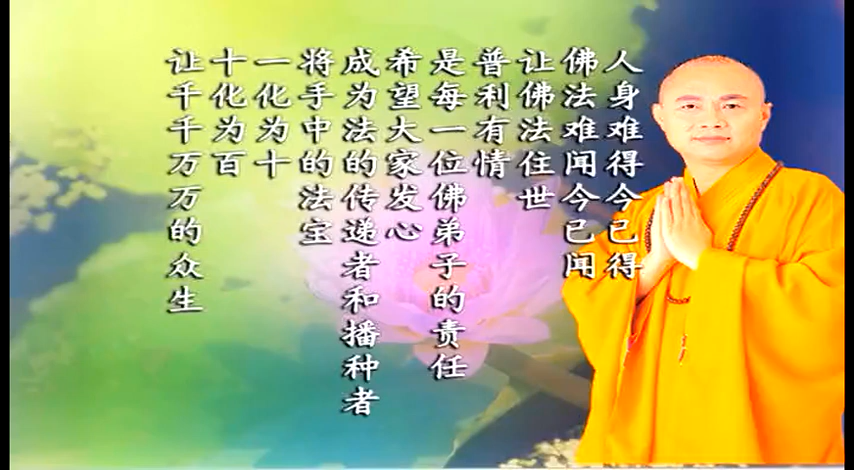 人身难得今已得
佛法难闻今已闻
让佛法住世
普利有情
是每一位佛弟子的责任
希望大家发心
成为法的传递者和播种者
将手中的法宝
一化为十
十化为百
让千千万万的众生